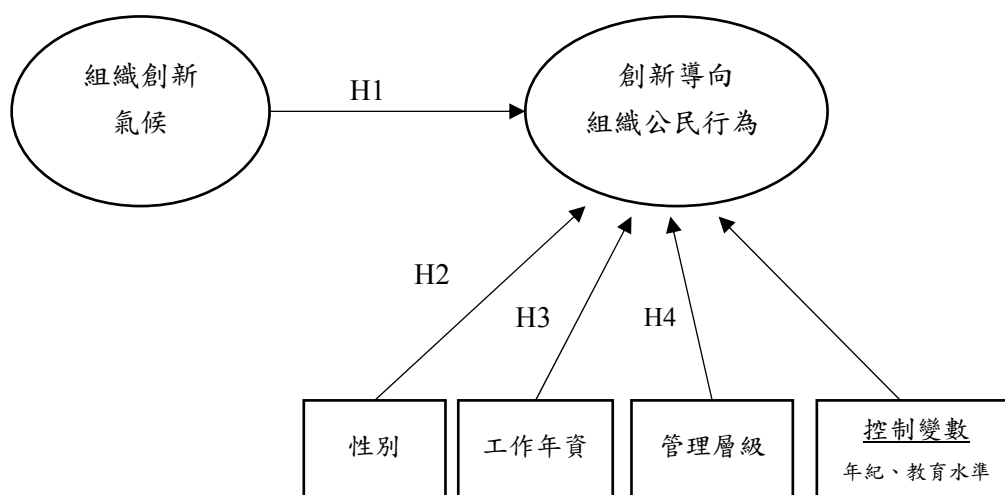 組織創新
氣候
H1
創新導向
組織公民行為
H2
H3
H4
性別
工作年資
管理層級
控制變數
年紀、教育水準